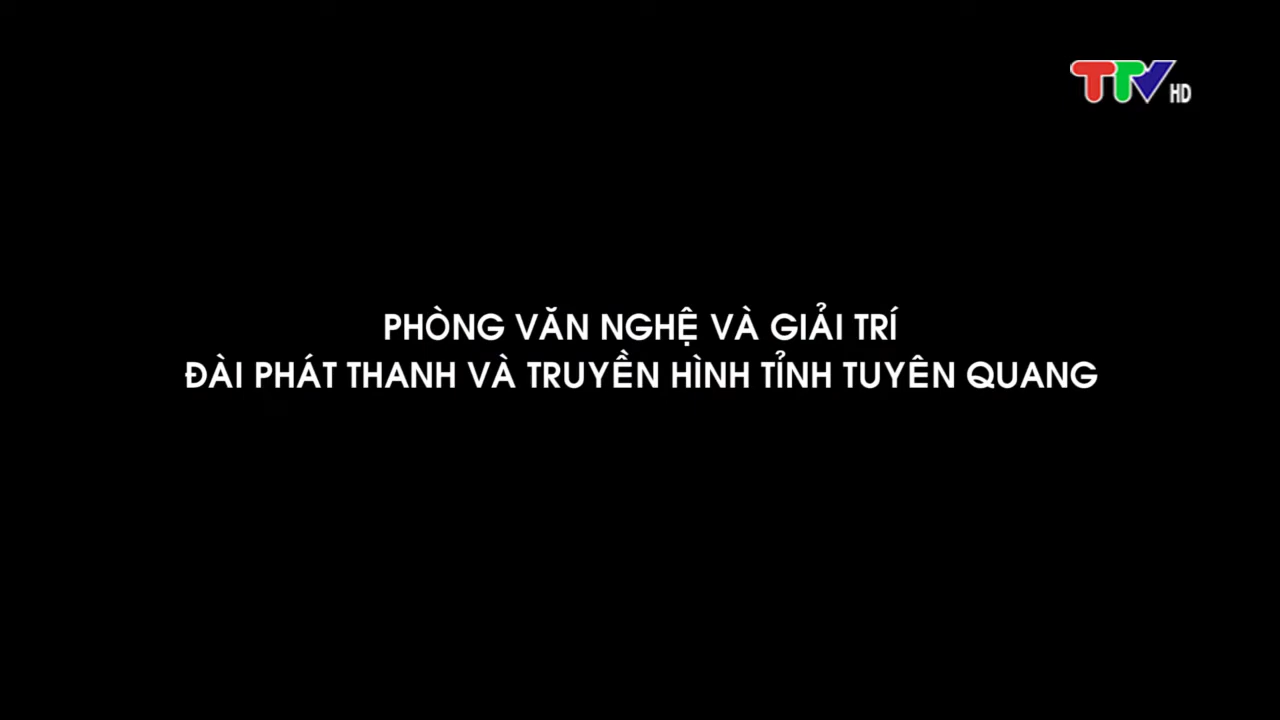 TTV HD
PHÒNG VĂN NGHỆ VÀ GIẢI TRÍ
ĐÀI PHÁT THANH VÀ TRUYỀN HÌNH TỈNH TUYÊN QUANG